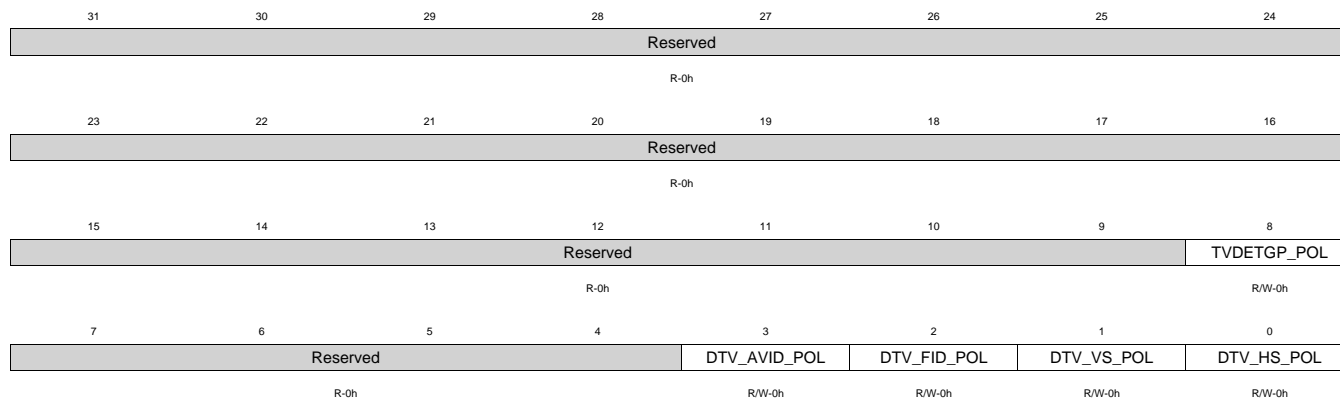 31 30 29 28 27 26 25 24
Reserved
R-0h
23 22 21 20 19 18 17 16
Reserved
R-0h
15 14 13 12 11 10 9 8
Reserved TVDETGP_POL
R-0h R/W-0h
7 6 5 4 3 2 1 0
Reserved DTV_AVID_POL DTV_FID_POL DTV_VS_POL DTV_HS_POL
R-0h R/W-0h R/W-0h R/W-0h R/W-0h